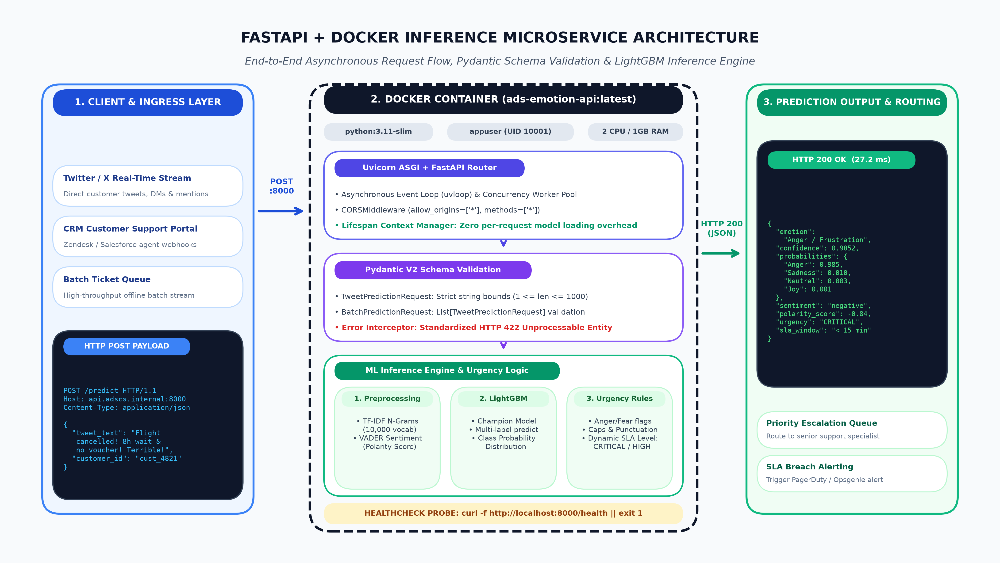 FASTAPI + DOCKER INFERENCE MICROSERVICE ARCHITECTURE
End-to-End Asynchronous Request Flow, Pydantic Schema Validation & LightGBM Inference Engine
1. CLIENT & INGRESS LAYER
Twitter / X Real-Time Stream
Direct customer tweets, DMs & mentions
CRM Customer Support Portal
Zendesk / Salesforce agent webhooks
Batch Ticket Queue
High-throughput offline batch stream
HTTP POST PAYLOAD
POST /predict HTTP/1.1
Host: api.adscs.internal:8000
Content-Type: application/json
{
  "tweet_text": "Flight
   cancelled! 8h wait &
   no voucher! Terrible!",
  "customer_id": "cust_4821"
}
POST
:8000
2. DOCKER CONTAINER (ads-emotion-api:latest)
python:3.11-slim
appuser (UID 10001)
2 CPU / 1GB RAM
Uvicorn ASGI + FastAPI Router
• Asynchronous Event Loop (uvloop) & Concurrency Worker Pool
• CORSMiddleware (allow_origins=['*'], methods=['*'])
• Lifespan Context Manager: Zero per-request model loading overhead
Pydantic V2 Schema Validation
• TweetPredictionRequest: Strict string bounds (1 <= len <= 1000)
• BatchPredictionRequest: List[TweetPredictionRequest] validation
• Error Interceptor: Standardized HTTP 422 Unprocessable Entity
ML Inference Engine & Urgency Logic
1. Preprocessing
• TF-IDF N-Grams
(10,000 vocab)
• VADER Sentiment
(Polarity Score)
2. LightGBM
• Champion Model
• Multi-label predict
• Class Probability
Distribution
3. Urgency Rules
• Anger/Fear flags
• Caps & Punctuation
• Dynamic SLA Level:
CRITICAL / HIGH
HEALTHCHECK PROBE: curl -f http://localhost:8000/health || exit 1
HTTP 200
(JSON)
3. PREDICTION OUTPUT & ROUTING
HTTP 200 OK  (27.2 ms)
{
  "emotion":
    "Anger / Frustration",
  "confidence": 0.9852,
  "probabilities": {
    "Anger": 0.985,
    "Sadness": 0.010,
    "Neutral": 0.003,
    "Joy": 0.001
  },
  "sentiment": "negative",
  "polarity_score": -0.84,
  "urgency": "CRITICAL",
  "sla_window": "< 15 min"
}
Priority Escalation Queue
Route to senior support specialist
SLA Breach Alerting
Trigger PagerDuty / Opsgenie alert